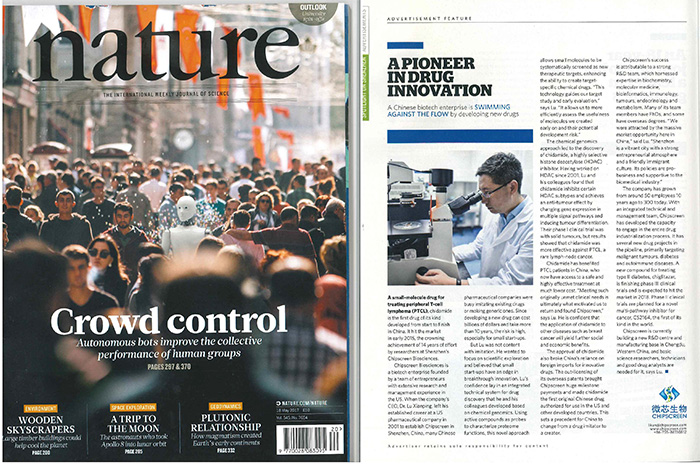 OUTLOOK
nature
THE INTERNATIONAL WEEKLY JOURNAL OF SCIENCE
Crowd control
Autonomous bots improve the collective
performance of human groups
PAGES 297 & 370
ENVIRONMENT
WOODEN
SKYSCRAPERS
Large timber buildings could
help cool the planet
PAGE 280
SPACE EXPLORATION
A TRIP TO
THE MOON
The astronauts who took
Apollo 8 into lunar orbit
PAGE 285
GEODYNAMICS
PLUTONIC
RELATIONSHIP
How magmatism created
Earth's early continents
PAGE 332
NATURE.COM/NATURE
18 May 2017
ADVERTISEMENT FEATURE
A PIONEER
IN DRUG
INNOVATION
A Chinese biotech enterprise is SWIMMING
AGAINST THE FLOW by developing new drugs
A small-molecule drug for
treating peripheral T-cell
lymphoma (PTCL), chidamide
is the first drug of its kind
developed from start to finish
in China. It hit the market
in early 2015, the crowning
achievement of 14 years of effort
by researchers at Shenzhen's
Chipscreen Biosciences.
Chipscreen Biosciences is
a biotech enterprise founded
by a team of entrepreneurs
with extensive research and
management experience in
the US. When the company's
CEO, Dr. Lu Xianping, left his
established career at a US
pharmaceutical company in
2001 to establish Chipscreen in
Shenzhen, China, many Chinese
pharmaceutical companies were
busy imitating existing drugs
or making generic ones. Since
developing a new drug can cost
billions of dollars and take more
than 10 years, the risk is high,
especially for small startups.
But Lu was not content
with imitation. He wanted to
focus on scientific exploration
and believed that small
startups have an edge in
breakthrough innovation. Lu's
confidence lay in an integrated
technical system for drug
discovery that he and his
colleagues developed based
on chemical genomics. Using
active compounds as probes
to characterize proteome
functions, this novel approach
allows small molecules to be
systematically screened as new
therapeutic targets, enhancing
the ability to create target-
specific chemical drugs. "This
technology guides our target
study and early evaluation,"
says Lu. "It allows us to more
efficiently assess the usefulness
of molecules we created
early on and their potential
development risk."
The chemical genomics
approach led to the discovery
of chidamide, a highly selective
histone deacetylase (HDAC)
inhibitor. Having worked on
HDAC since 2001, Lu and
his colleagues found that
chidamide inhibits certain
HDAC subtypes and achieves
an antitumour effect by
changing gene expression in
multiple signal pathways and
inducing tumour differentiation.
Their phase I clinical trial was
with solid tumours, but results
showed that chidamide was
more effective against PTCL, a
rare lymph-node cancer.
Chidamide has benefited
PTCL patients in China, who
now have access to a safe and
highly effective treatment at
much lower cost. "Meeting such
originally unmet clinical needs is
ultimately what motivated us to
return and found Chipscreen,"
says Lu. He is confident that
the application of chidamide to
other diseases such as breast
cancer will yield further social
and economic benefits.
The approval of chidamide
also broke China's reliance on
foreign imports for innovative
drugs. The out-licensing of
its overseas patents brought
Chipscreen huge milestone
payments and made chidamide
the first original Chinese drug
authorized for use in the US and
other developed countries. This
sets a precedent for China to
change from a drug imitator to
a creator.
Chipscreen's success
is attributable to a strong
R&D team, which harnessed
expertise in biochemistry,
molecular medicine,
bioinformatics, immunology,
tumours, endocrinology and
metabolism. Many of its team
members have PhDs, and some
have overseas degrees. "We
were attracted by the massive
market opportunity here in
China," said Lu. "Shenzhen
is a vibrant city with a strong
entrepreneurial atmosphere
and a friendly immigrant
culture. Its policies are pro-
business and supportive to the
biomedical industry."
The company has grown
from around 50 employees 10
years ago to 300 today. With
an integrated technical and
management team, Chipscreen
has developed the capacity
to engage in the entire drug
industrialization process. It has
several new drug projects in
the pipeline, primarily targeting
malignant tumours, diabetes
and autoimmune diseases. A
new compound for treating
type II diabetes, chiglitazar,
is finishing phase III clinical
trials and is expected to hit the
market in 2018. Phase I clinical
trials are planned for a novel
multi-pathway inhibitor for
cancer, CS2164, the first of its
kind in the world.
Chipscreen is currently
building a new R&D centre and
manufacturing base in Chengdu,
Western China, and basic
science researchers, technicians
and good drug analysts are
needed for it, says Lu.
微芯生物
CHIPSCREEN
www.chipscreen.com
Advertiser retains sole responsibility for content